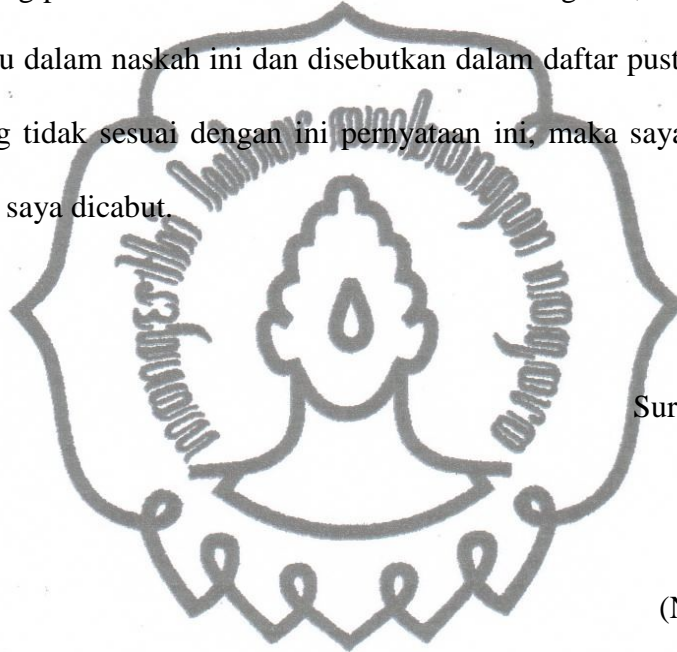 u dalam naskah ini dan disebutkan dalam daftar pust
g tidak sesuai dengan ini pernyataan ini, maka saya
saya dicabut.
Sur
(N